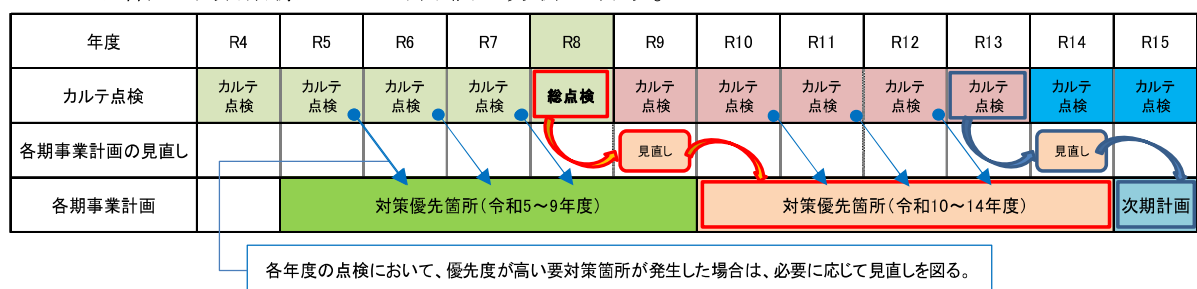 年度 R4 R5 R6 R7 R8 R9 R10 R11 R12 R13 R14 R15
カルテ点検 カルテ点検 カルテ点検 カルテ点検 カルテ点検 総点検 カルテ点検 カルテ点検 カルテ点検 カルテ点検 カルテ点検 カルテ点検 カルテ点検
各期事業計画の見直し 見直し 見直し
各期事業計画 対策優先箇所(令和5～9年度) 対策優先箇所(令和10～14年度) 次期計画
各年度の点検において、優先度が高い要対策箇所が発生した場合は、必要に応じて見直しを図る。